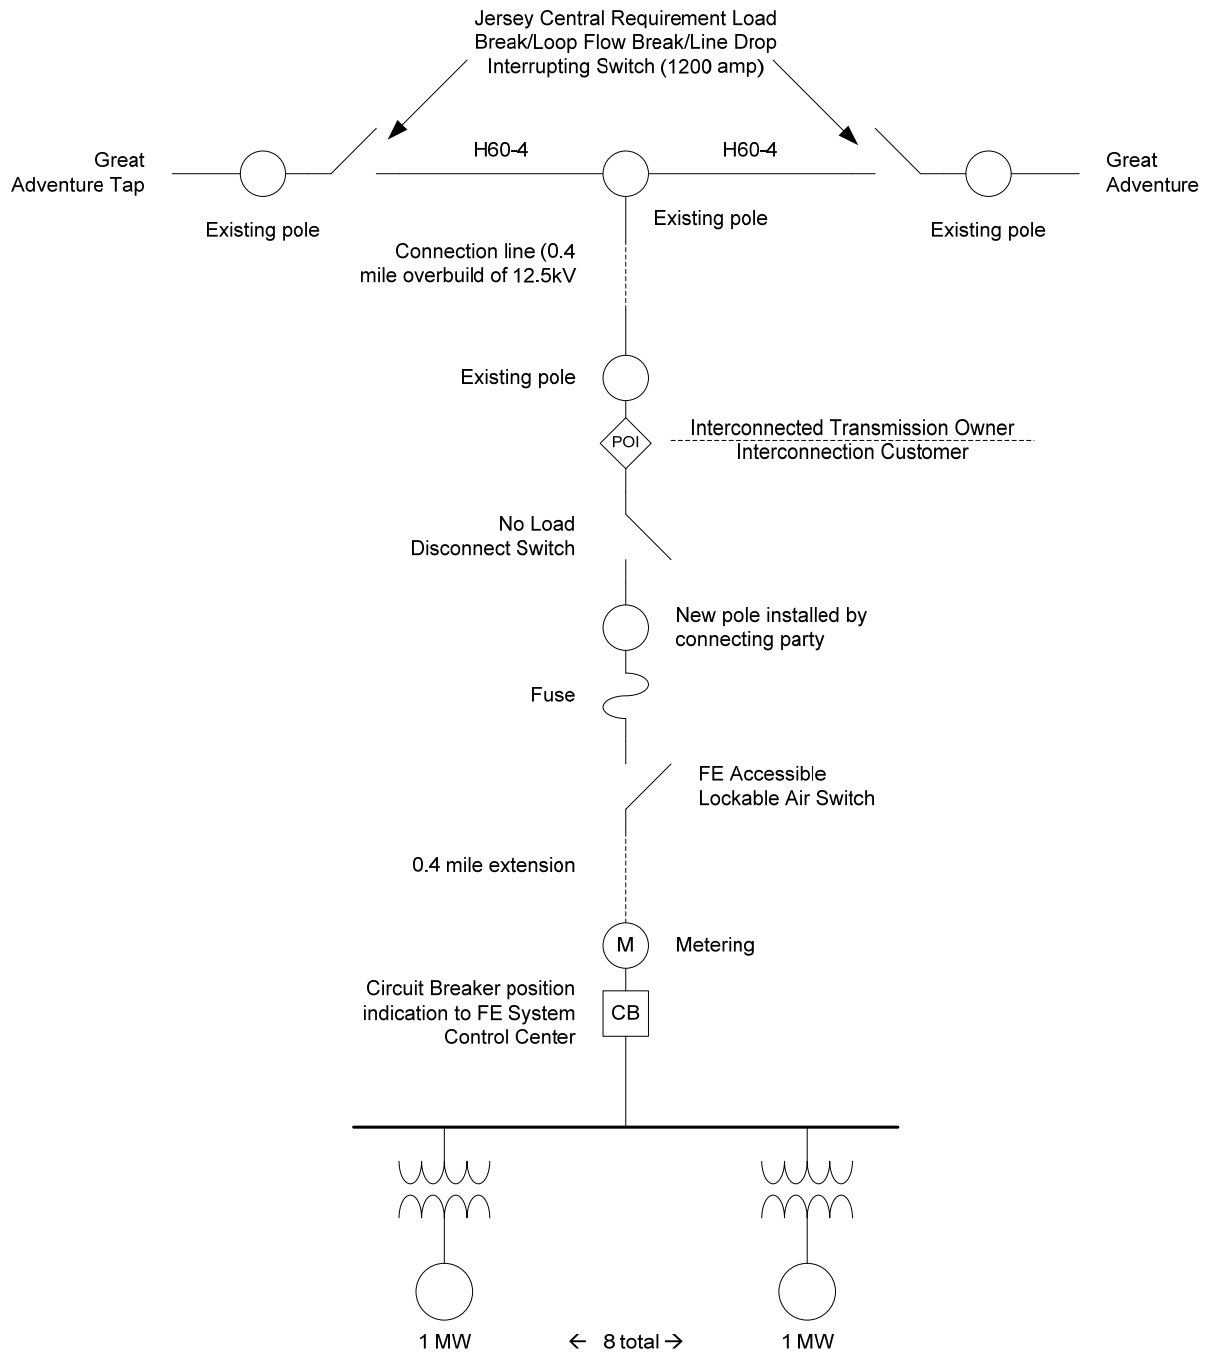 Jersey Central Requirement Load
Break/Loop Flow Break/Line Drop
Interrupting Switch (1200 amp)
H60-4
H60-4
Great
Adventure Tap
Great
Adventure
Existing pole
Existing pole
Existing pole
Connection line (0.4
mile overbuild of 12.5kV
Existing pole
POI
Interconnected Transmission Owner
Interconnection Customer
No Load
Disconnect Switch
New pole installed by
connecting party
Fuse
FE Accessible
Lockable Air Switch
0.4 mile extension
M
Metering
Circuit Breaker position
indication to FE System
Control Center
CB
1 MW
← 8 total →
1 MW